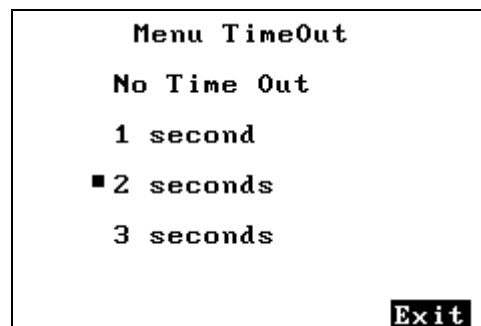 Menu TimeOut
No Time Out
1 second
■2 seconds
3 seconds
Exit